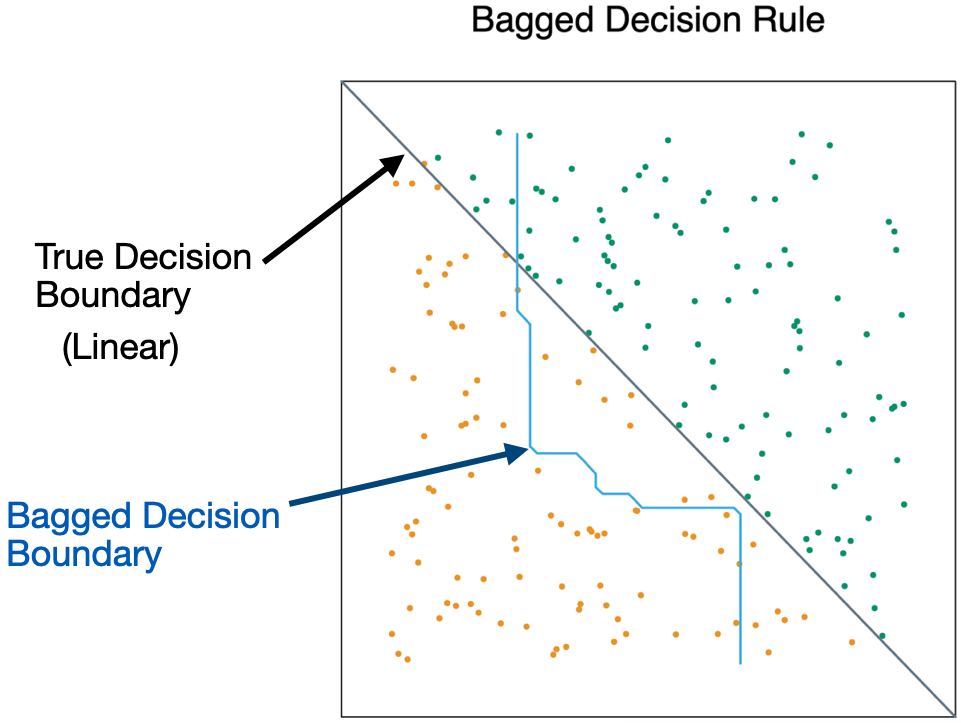 Bagged Decision Rule
True Decision
Boundary
(Linear)
Bagged Decision
Boundary